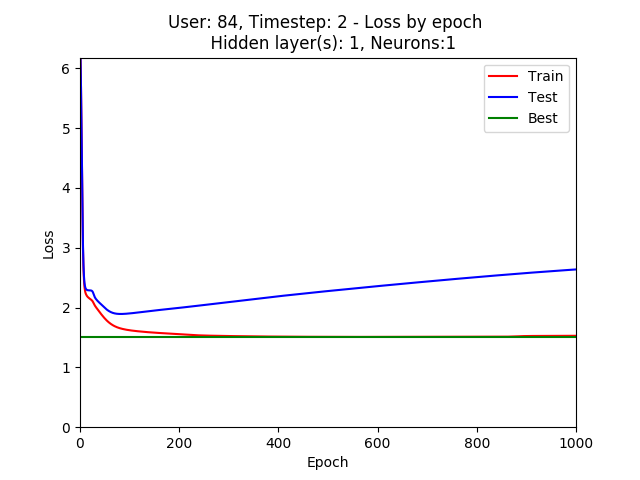 User: 84, Timestep: 2 - Loss by epoch
Hidden layer(s): 1, Neurons:1
Train
Test
Best
6
5
4
3
2
1
0
Loss
0 200 400 600 800 1000
Epoch